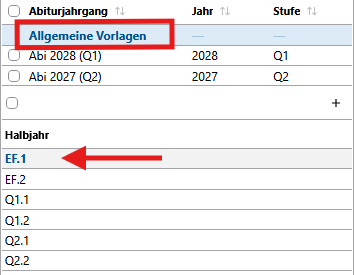 Abiturjahrgang Jahr Stufe
Allgemeine Vorlagen — —
Abi 2028 (Q1) 2028 Q1
Abi 2027 (Q2) 2027 Q2
+
Halbjahr
EF.1
EF.2
Q1.1
Q1.2
Q2.1
Q2.2